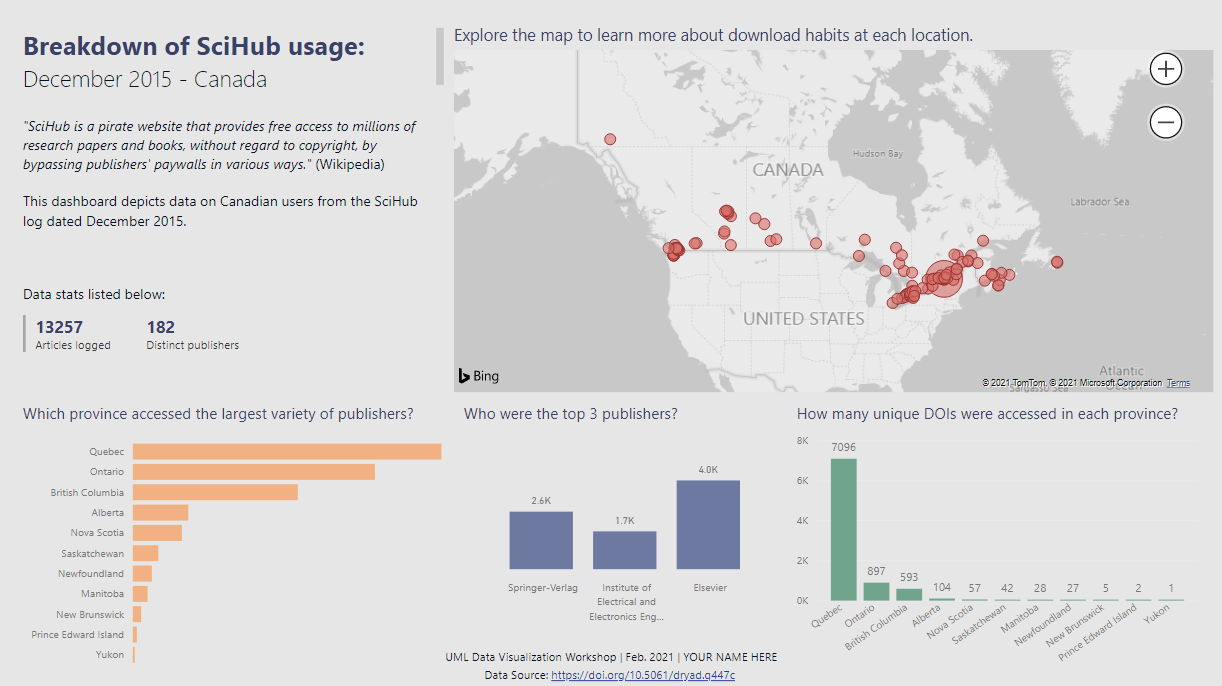 Breakdown of SciHub usage:
December 2015 - Canada
"SciHub is a pirate website that provides free access to millions of
research papers and books, without regard to copyright, by
bypassing publishers' paywalls in various ways." (Wikipedia)
This dashboard depicts data on Canadian users from the SciHub
log dated December 2015.
Data stats listed below:
13257
Articles logged
182
Distinct publishers
Explore the map to learn more about download habits at each location.
CANADA
Hudson Bay
Labrador Sea
UNITED STATES
Atlantic
Ocean
Sargasso Sea
Bing
© 2021 TomTom, © 2021 Microsoft Corporation Terms
Which province accessed the largest variety of publishers?
Quebec
Ontario
British Columbia
Alberta
Nova Scotia
Saskatchewan
Newfoundland
Manitoba
New Brunswick
Prince Edward Island
Yukon
Who were the top 3 publishers?
2.6K
1.7K
4.0K
Springer-Verlag
Institute of
Electrical and
Electronics Eng...
Elsevier
How many unique DOIs were accessed in each province?
8K
6K
4K
2K
0K
7096
897
593
104
57
42
28
27
5
2
1
Quebec
Ontario
British Columbia
Alberta
Nova Scotia
Saskatchewan
Manitoba
Newfoundland
New Brunswick
Prince Edward Island
Yukon
UML Data Visualization Workshop | Feb. 2021 | YOUR NAME HERE
Data Source: https://doi.org/10.5061/dryad.q447c